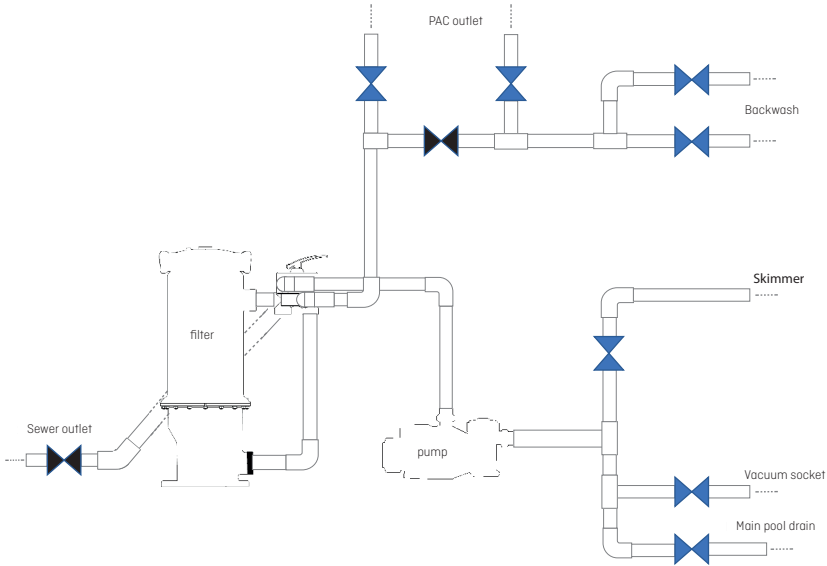 PAC outlet
Backwash
Skimmer
filter
Sewer outlet
pump
Vacuum socket
Main pool drain